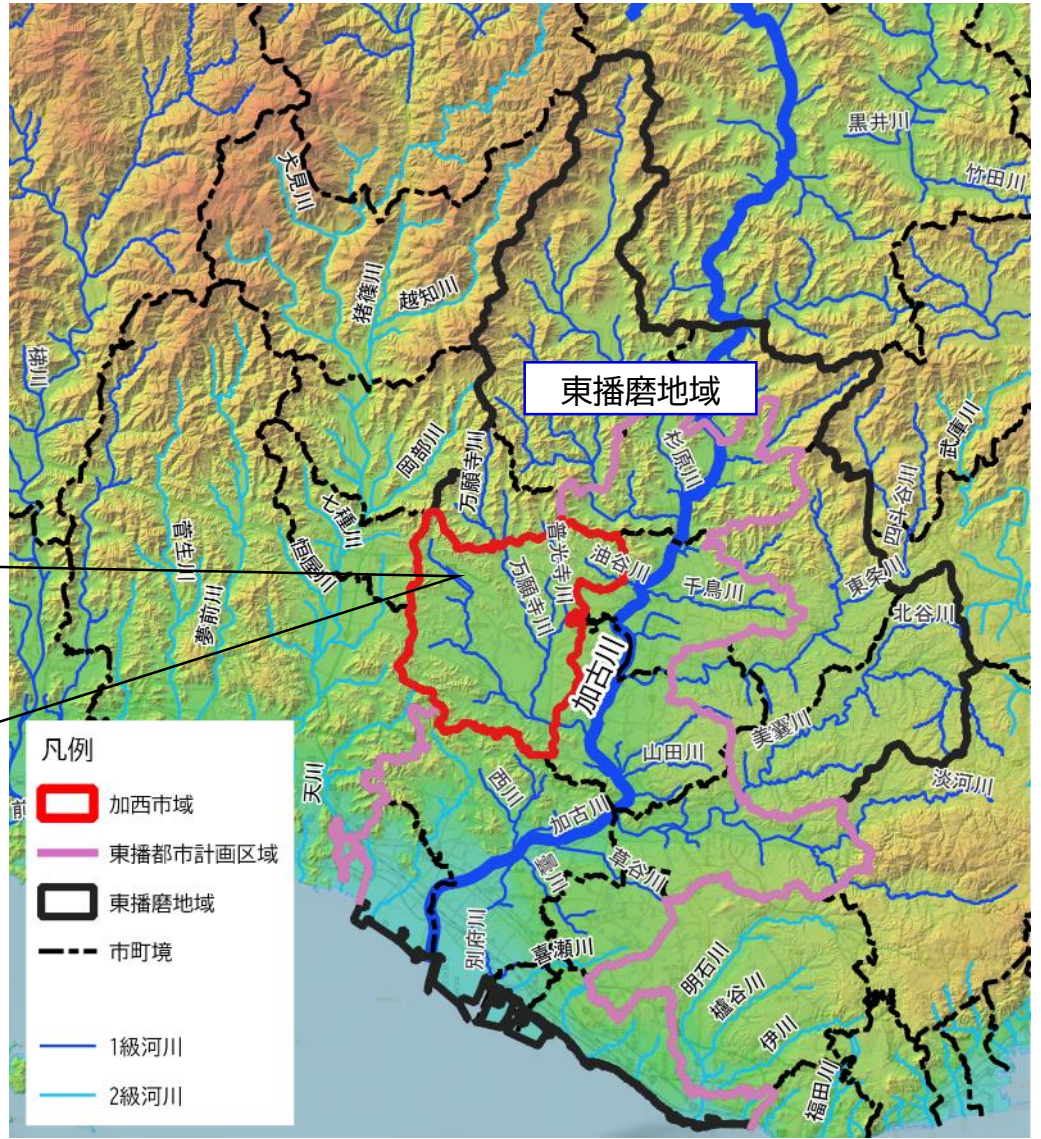 黒井川
竹田川
犬見川
猪篠川
越知川
揖川
東播磨地域
岡部川
万願寺川
杉原川
武庫川
四斗谷川
七種川
恒屋川
菅生川
夢前川
普光寺川
油谷川
万願寺川
千鳥川
東条川
北谷川
加古川
美嚢川
山田川
淡河川
天川
前
西川
加古川
草谷川
曇川
別府川
喜瀬川
明石川
櫨谷川
伊川
福田川
凡例
加西市域
東播都市計画区域
東播磨地域
市町境
1級河川
2級河川